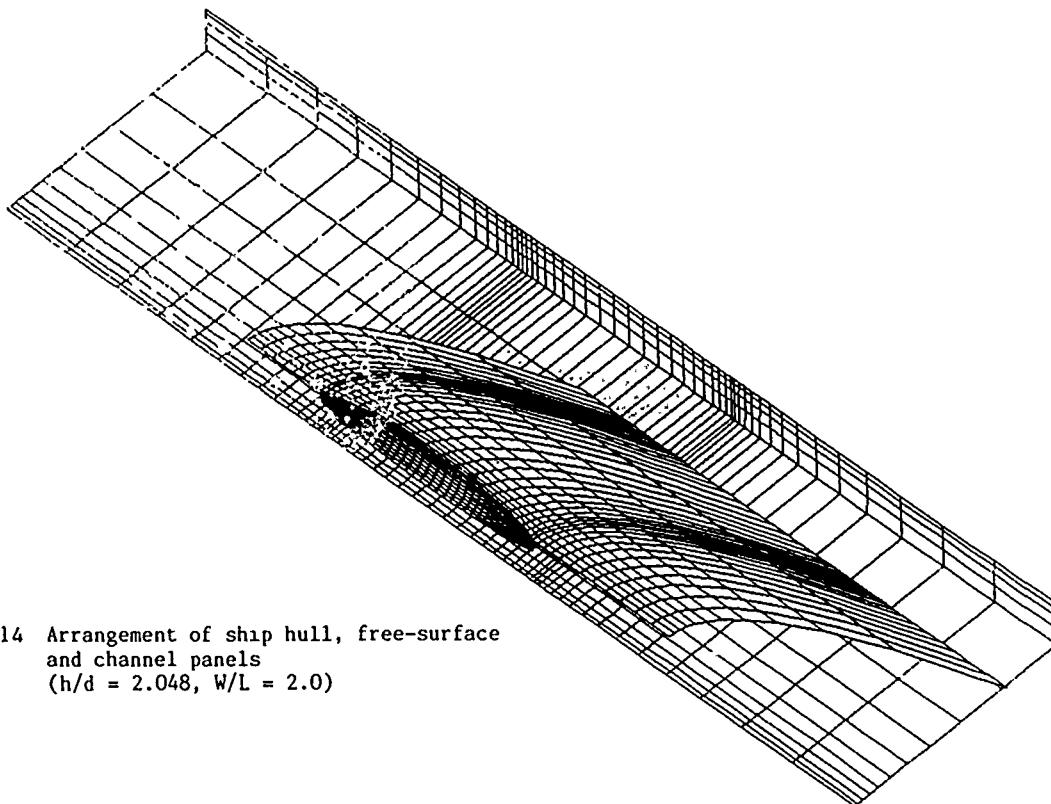 14 Arrangement of ship hull, free-surface
and channel panels
(h/d = 2.048, W/L = 2.0)